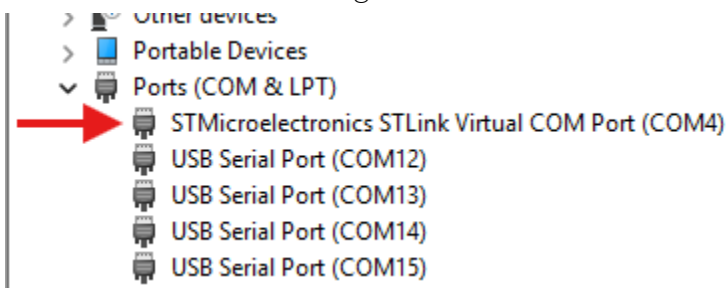 Other devices
Portable Devices
Ports (COM & LPT)
STMicroelectronics STLink Virtual COM Port (COM4)
USB Serial Port (COM12)
USB Serial Port (COM13)
USB Serial Port (COM14)
USB Serial Port (COM15)